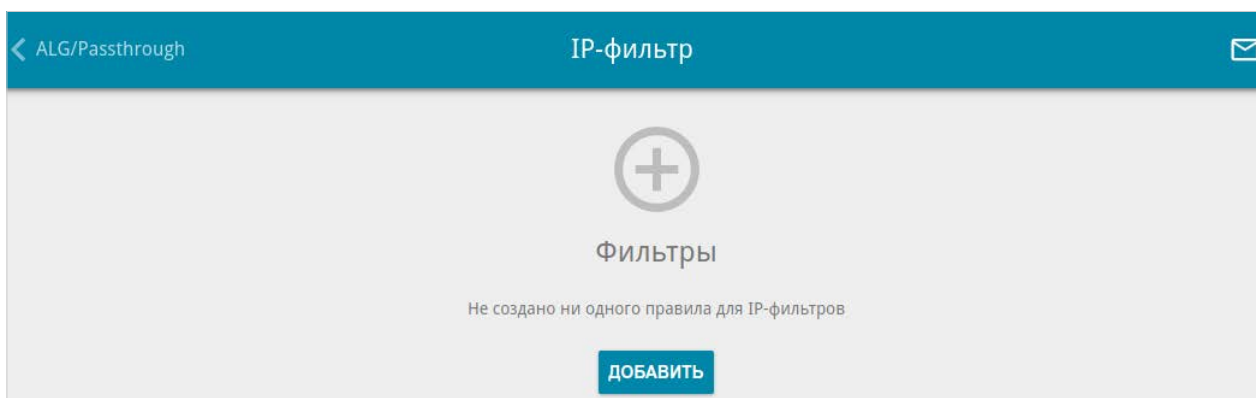 ALG/Passthrough
IP-фильтр
Фильтры
Не создано ни одного правила для IP-фильтров
ДОБАВИТЬ